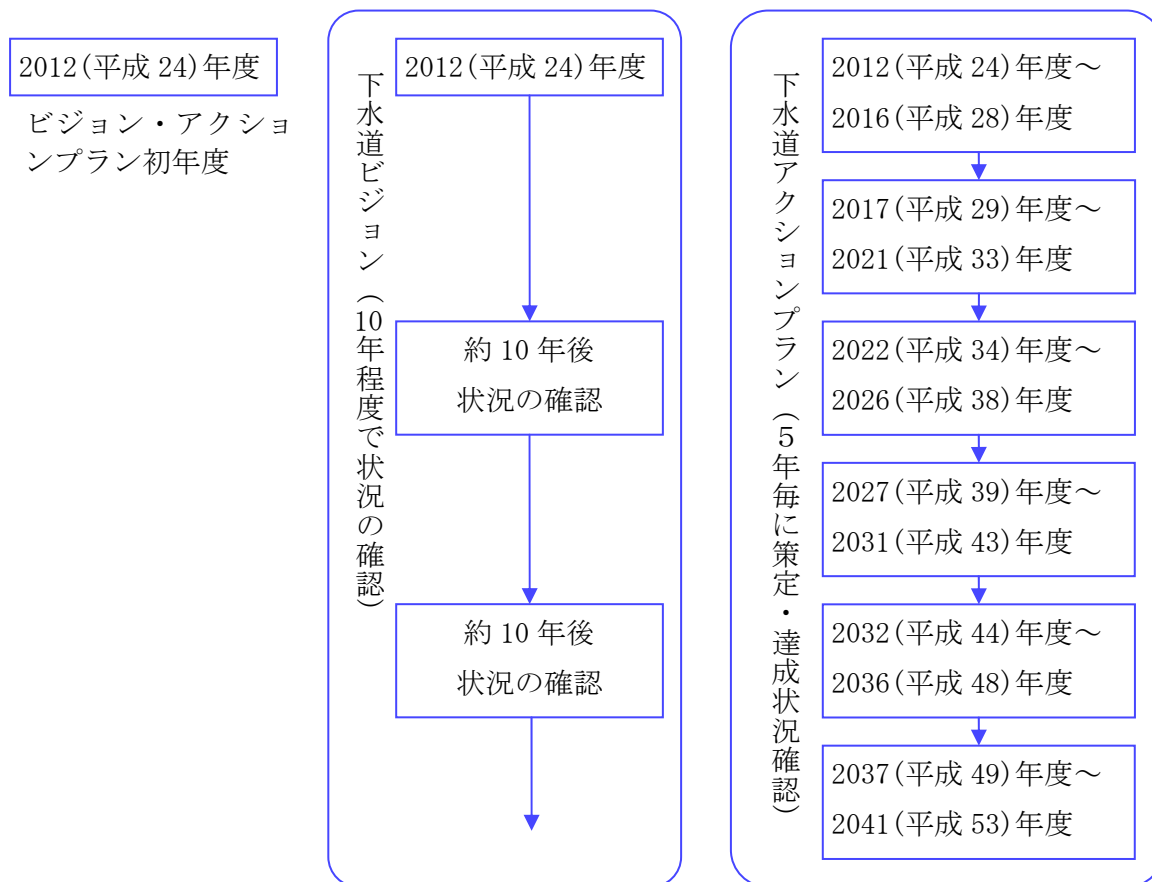 2012(平成 24)年度
ビジョン・アクショ
ンプラン初年度
下水道ビジョン（10年程度で状況の確認）
2012(平成 24)年度
約 10 年後
状況の確認
約 10 年後
状況の確認
下水道アクションプラン（５年毎に策定・達成状況確認）
2012(平成 24)年度～
2016(平成 28)年度
2017(平成 29)年度～
2021(平成 33)年度
2022(平成 34)年度～
2026(平成 38)年度
2027(平成 39)年度～
2031(平成 43)年度
2032(平成 44)年度～
2036(平成 48)年度
2037(平成 49)年度～
2041(平成 53)年度